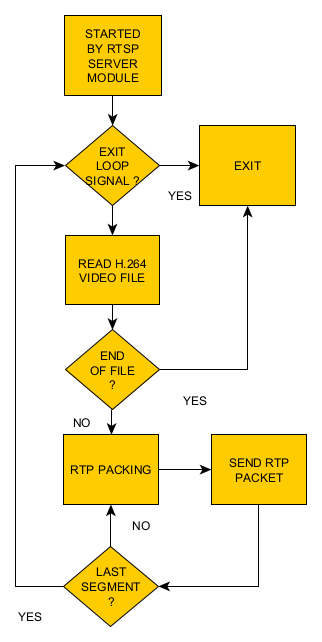 STARTED
BY RTSP
SERVER
MODULE
EXIT
LOOP
SIGNAL ?
EXIT
YES
READ H.264
VIDEO FILE
END
OF FILE
?
YES
NO
RTP PACKING
SEND RTP
PACKET
NO
LAST
SEGMENT
?
YES